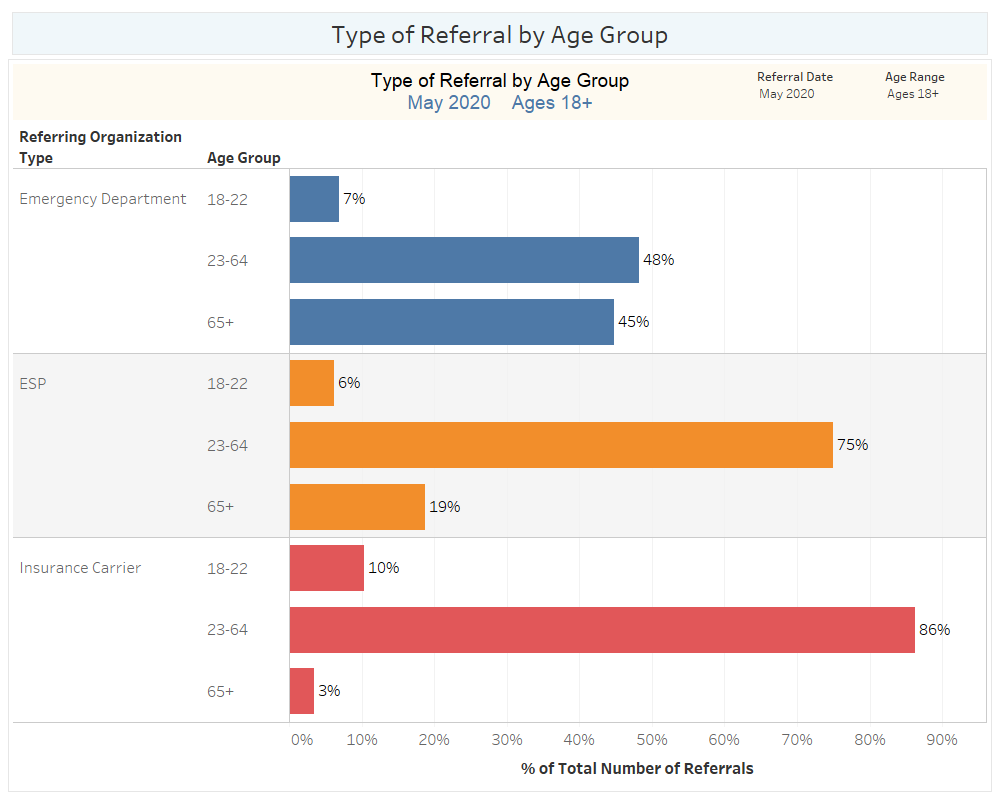 Type of Referral by Age Group
Type of Referral by Age Group
May 2020 Ages 18+
Referral Date
May 2020
Age Range
Ages 18+
Referring Organization
Type
Age Group
Emergency Department
18-22
7%
23-64
48%
65+
45%
ESP
18-22
6%
23-64
75%
65+
19%
Insurance Carrier
18-22
10%
23-64
86%
65+
3%
0% 10% 20% 30% 40% 50% 60% 70% 80% 90%
% of Total Number of Referrals